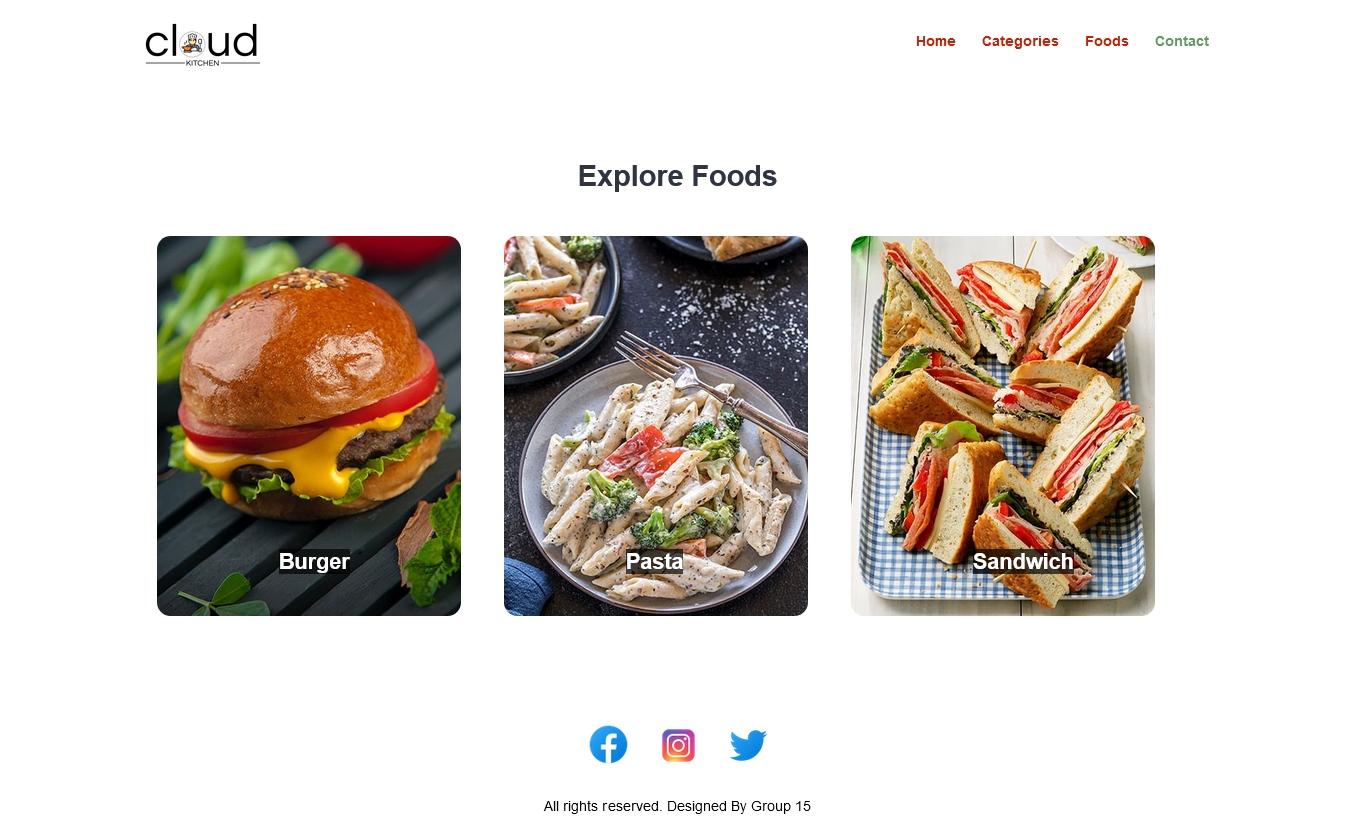 cloud
KITCHEN
Home Categories Foods Contact
Explore Foods
Burger Pasta Sandwich
All rights reserved. Designed By Group 15